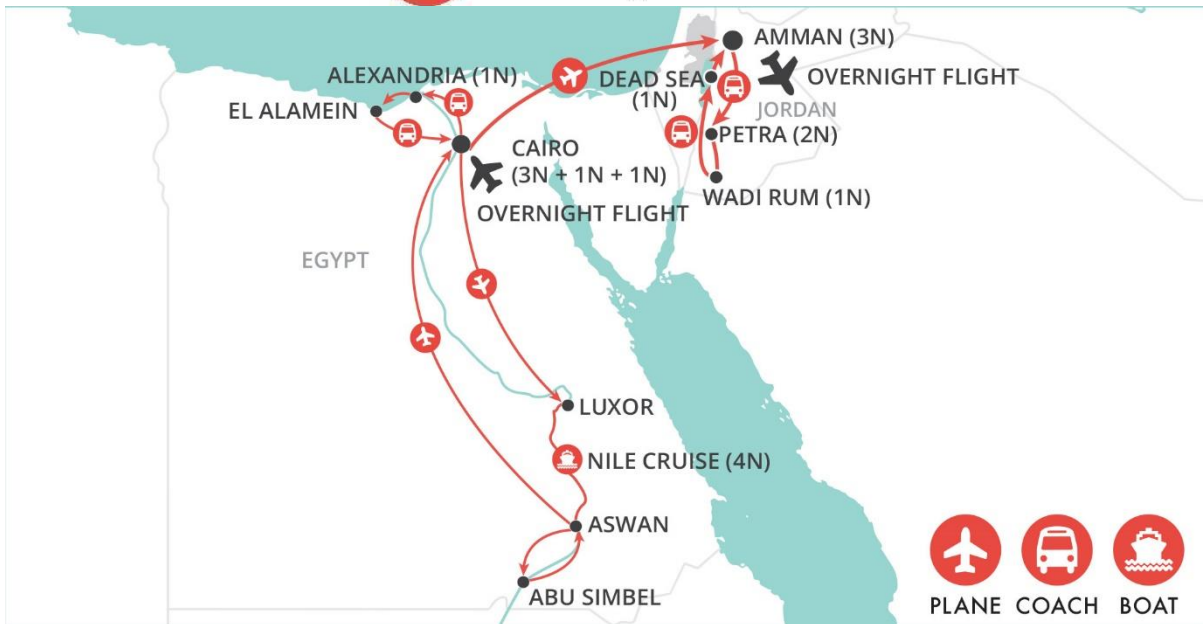 AMMAN (3N)
ALEXANDRIA (1N)
DEAD SEA
(1N)
OVERNIGHT FLIGHT
EL ALAMEIN
JORDAN
PETRA (2N)
CAIRO
(3N + 1N + 1N)
WADI RUM (1N)
OVERNIGHT FLIGHT
EGYPT
LUXOR
NILE CRUISE (4N)
ASWAN
ABU SIMBEL
PLANE COACH BOAT